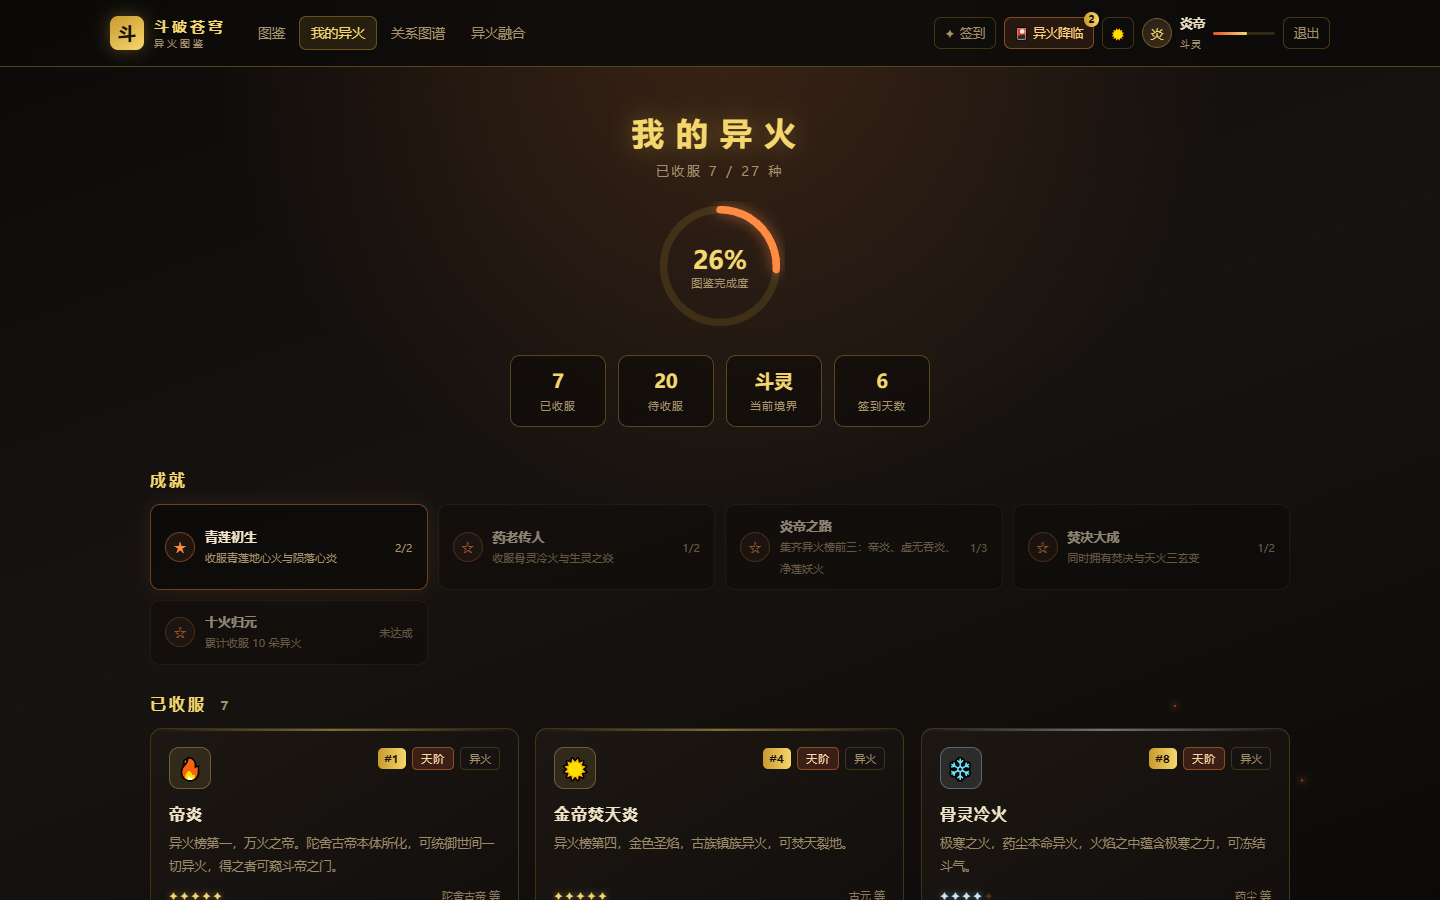 斗
斗破苍穹
异火图鉴
图鉴
我的异火
关系图谱
异火融合
✦ 签到
异火降临
2
炎
炎帝
斗灵
退出
我的异火
已收服 7 / 27 种
26%
图鉴完成度
7
已收服
20
待收服
斗灵
当前境界
6
签到天数
成就
青莲初生
收服青莲地心火与陨落心炎
2/2
药老传人
收服骨灵冷火与生灵之焱
1/2
炎帝之路
集齐异火榜前三：帝炎、虚无吞炎、
净莲妖火
1/3
焚决大成
同时拥有焚决与天火三玄变
1/2
十火归元
累计收服 10 朵异火
未达成
已收服 7
#1 天阶 异火
帝炎
异火榜第一，万火之帝。陀舍古帝本体所化，可统御世间一
切异火，得之者可窥斗帝之门。
✦✦✦✦✦
陀舍古帝 等
#4 天阶 异火
金帝焚天炎
异火榜第四，金色圣焰，古族镇族异火，可焚天裂地。
✦✦✦✦✦
古元 等
#8 天阶 异火
骨灵冷火
极寒之火，药尘本命异火，火焰之中蕴含极寒之力，可冻结
斗气。
✦✦✦✦✦
药尘 等